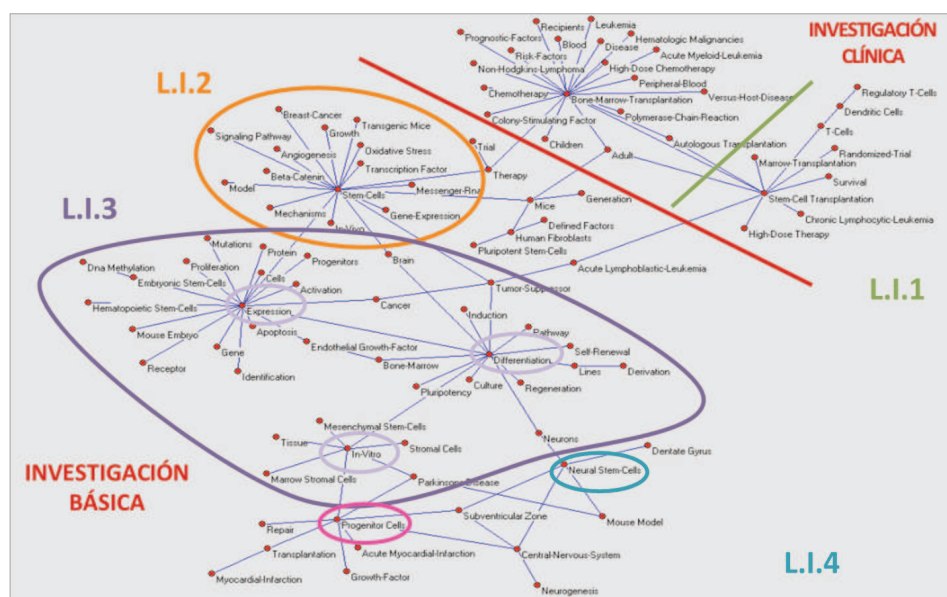 Recipients
Leukemia
Prognostic-Factors
Blood
Hematologic Malignancies
INVESTIGACIÓN
CLÍNICA
Risk-Factors
Disease
Acute Myeloid-Leukemia
Non-Hodgkins-Lymphoma
High-Dose Chemotherapy
Peripheral-Blood
Regulatory T-Cells
Chemotherapy
Bone-Marrow-Transplantation
Versus-Host-Disease
L.I.2
Dendritic Cells
Colony-Stimulating Factor
Polymerase-Chain-Reaction
Breast-Cancer
Transgenic Mice
T-Cells
Signaling Pathway
Growth
Trial
Children
Autologous Transplantation
Randomized-Trial
Angiogenesis
Oxidative Stress
Adult
Marrow-Transplantation
Transcription Factor
Therapy
Beta-Catenin
Survival
Model
Stem-Cells
Messenger-Rna
Generation
Stem-Cell Transplantation
Mice
Mechanisms
Gene-Expression
Defined Factors
Chronic Lymphocytic-Leukemia
L.I.3
In-Vivo
Human Fibroblasts
High-Dose Therapy
Mutations
Protein
Brain
Pluripotent Stem-Cells
Dna Methylation
Proliferation
Progenitors
Acute Lymphoblastic-Leukemia
Embryonic Stem-Cells
Cells
Activation
Tumor-Suppressor
L.I.1
Hematopoietic Stem-Cells
Expression
Cancer
Induction
Mouse Embryo
Apoptosis
Pathway
Gene
Endothelial Growth-Factor
Self-Renewal
Receptor
Bone-Marrow
Differentiation
Lines
Derivation
Identification
Pluripotency
Culture
Regeneration
Mesenchymal Stem-Cells
Neurons
Tissue
Stromal Cells
Dentate Gyrus
In-Vitro
INVESTIGACIÓN
BÁSICA
Marrow Stromal Cells
Parkinsons-Disease
Neural Stem-Cells
Repair
Progenitor Cells
Subventricular Zone
Mouse Model
Transplantation
Acute Myocardial-Infarction
Central-Nervous-System
L.I.4
Myocardial-Infarction
Growth-Factor
Neurogenesis